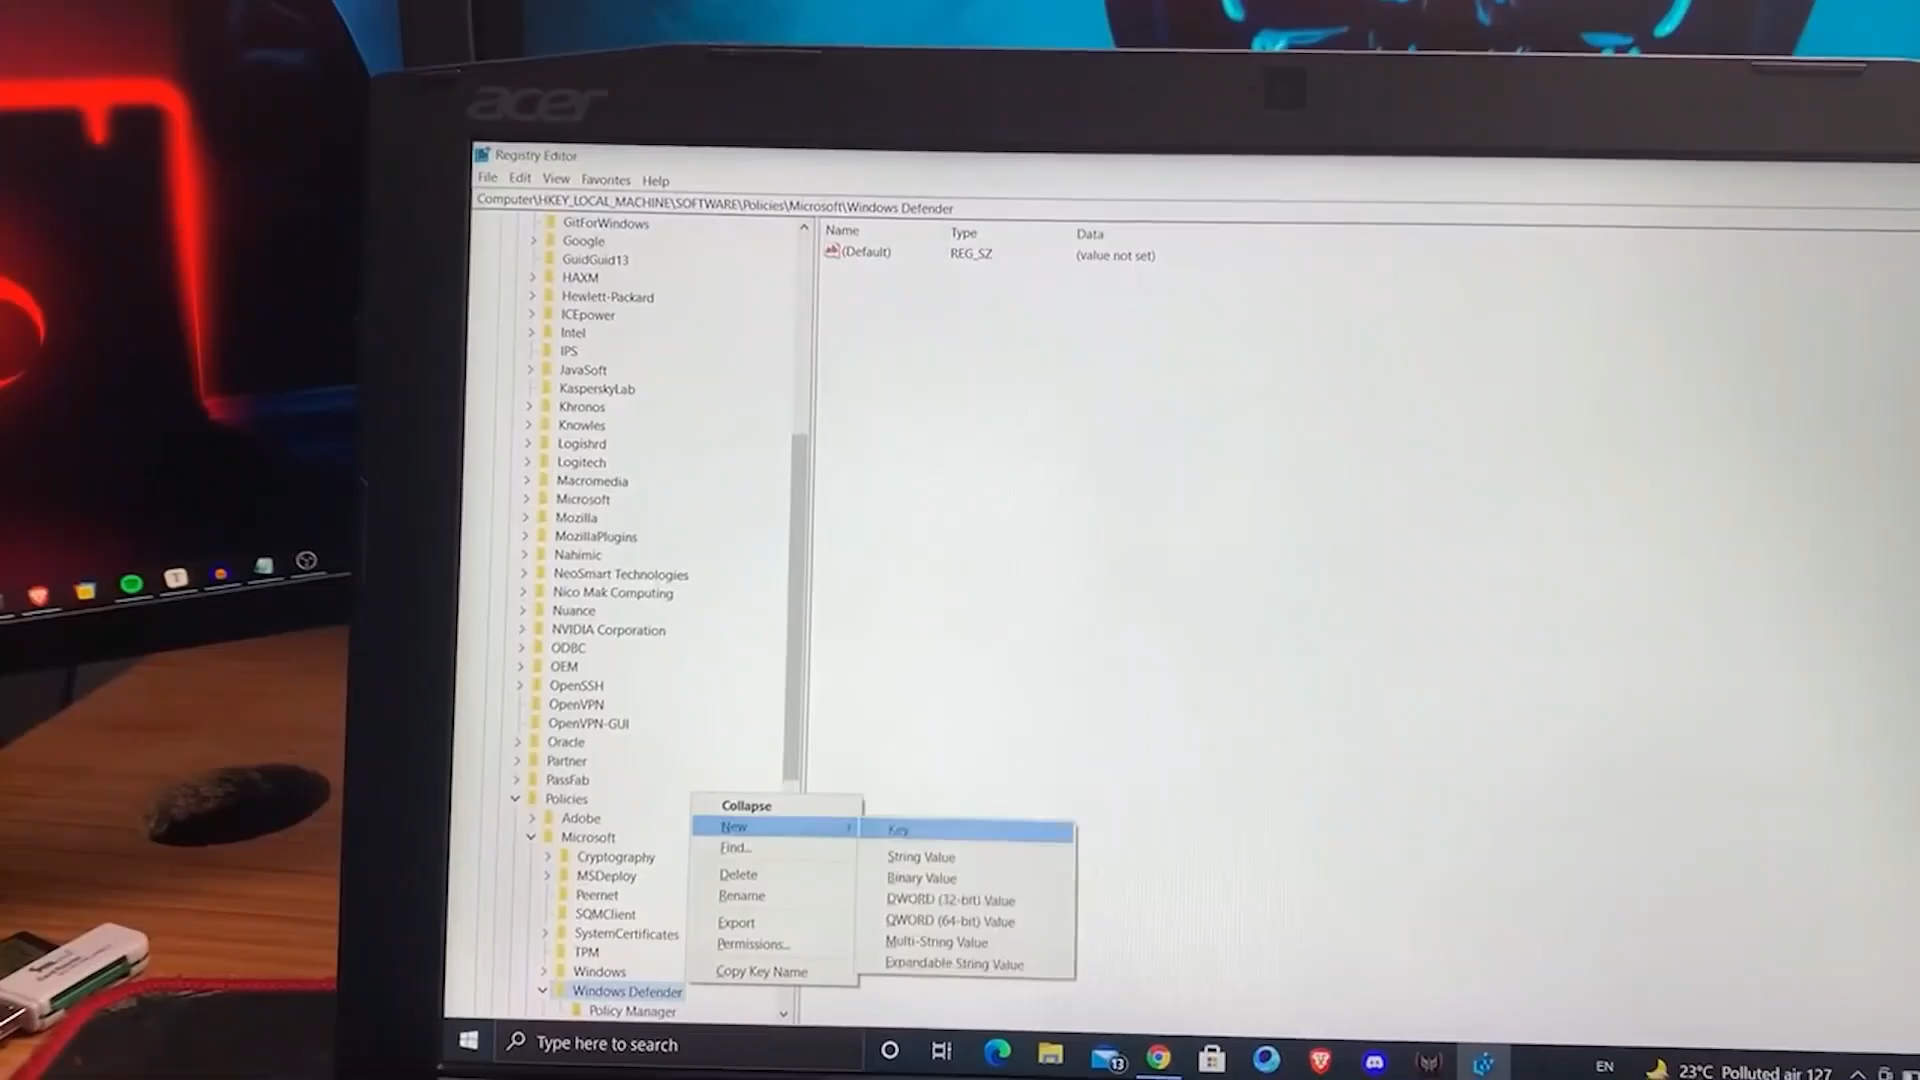 acer
Registry Editor
File Edit View Favorites Help
Computer\HKEY_LOCAL_MACHINE\SOFTWARE\Policies\Microsoft\Windows Defender
GitForWindows
Google
GuidGuid13
HAXM
Hewlett-Packard
ICEpower
Intel
IPS
JavaSoft
KasperskyLab
Khronos
Knowles
Logishrd
Logitech
Macromedia
Microsoft
Mozilla
MozillaPlugins
Nahimic
NeoSmart Technologies
Nico Mak Computing
Nuance
NVIDIA Corporation
ODBC
OEM
OpenSSH
OpenVPN
OpenVPN-GUI
Oracle
Partner
PassFab
Policies
Adobe
Microsoft
Cryptography
MSDeploy
Peernet
SQMClient
SystemCertificates
TPM
Windows
Windows Defender
Policy Manager
Name Type Data
ab (Default) REG_SZ (value not set)
Collapse
New
Find...
Delete
Rename
Export
Permissions...
Copy Key Name
Key
String Value
Binary Value
DWORD (32-bit) Value
QWORD (64-bit) Value
Multi-String Value
Expandable String Value
T
Type here to search
13
EN
23°C Polluted air 127